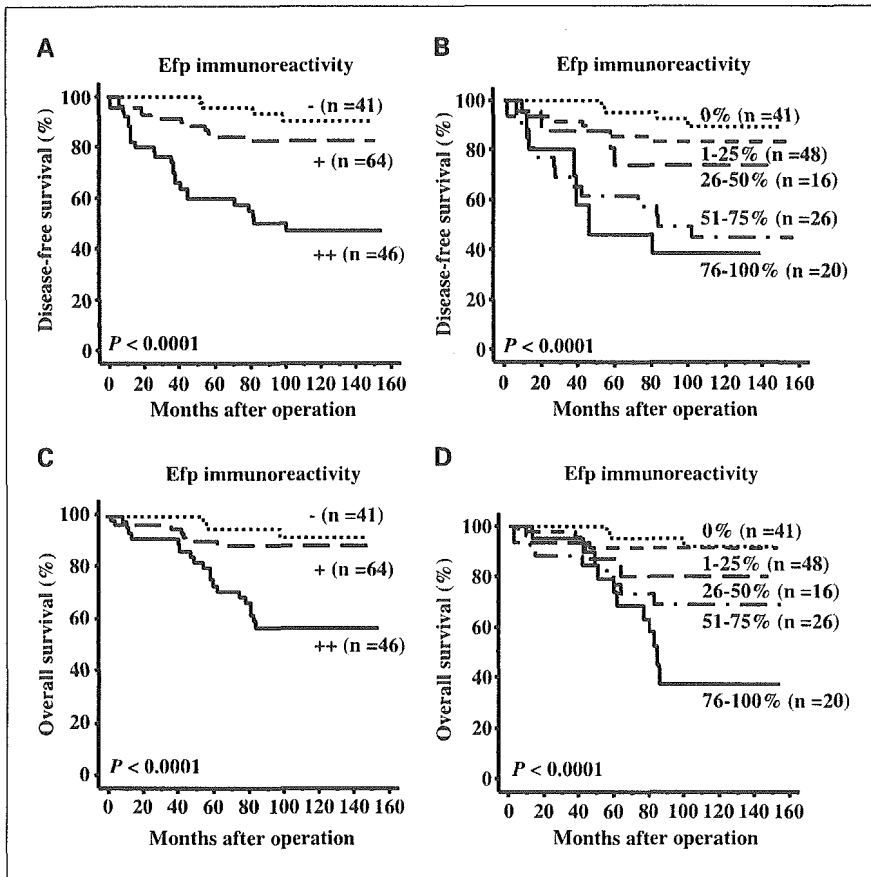 A
Efp immunoreactivity
Disease-free survival (%)
100
80
60
40
20
0
- (n =41)
+ (n =64)
++ (n =46)
P < 0.0001
0 20 40 60 80 100 120 140 160
Months after operation
B
Efp immunoreactivity
Disease-free survival (%)
100
80
60
40
20
0
0% (n =41)
1-25% (n =48)
26-50% (n =16)
51-75% (n =26)
76-100% (n =20)
P < 0.0001
0 20 40 60 80 100 120 140 160
Months after operation
C
Efp immunoreactivity
Overall survival (%)
100
80
60
40
20
0
- (n =41)
+ (n =64)
++ (n =46)
P < 0.0001
0 20 40 60 80 100 120 140 160
Months after operation
D
Efp immunoreactivity
Overall survival (%)
100
80
60
40
20
0
0% (n =41)
1-25% (n =48)
26-50% (n =16)
51-75% (n =26)
76-100% (n =20)
P < 0.0001
0 20 40 60 80 100 120 140 160
Months after operation